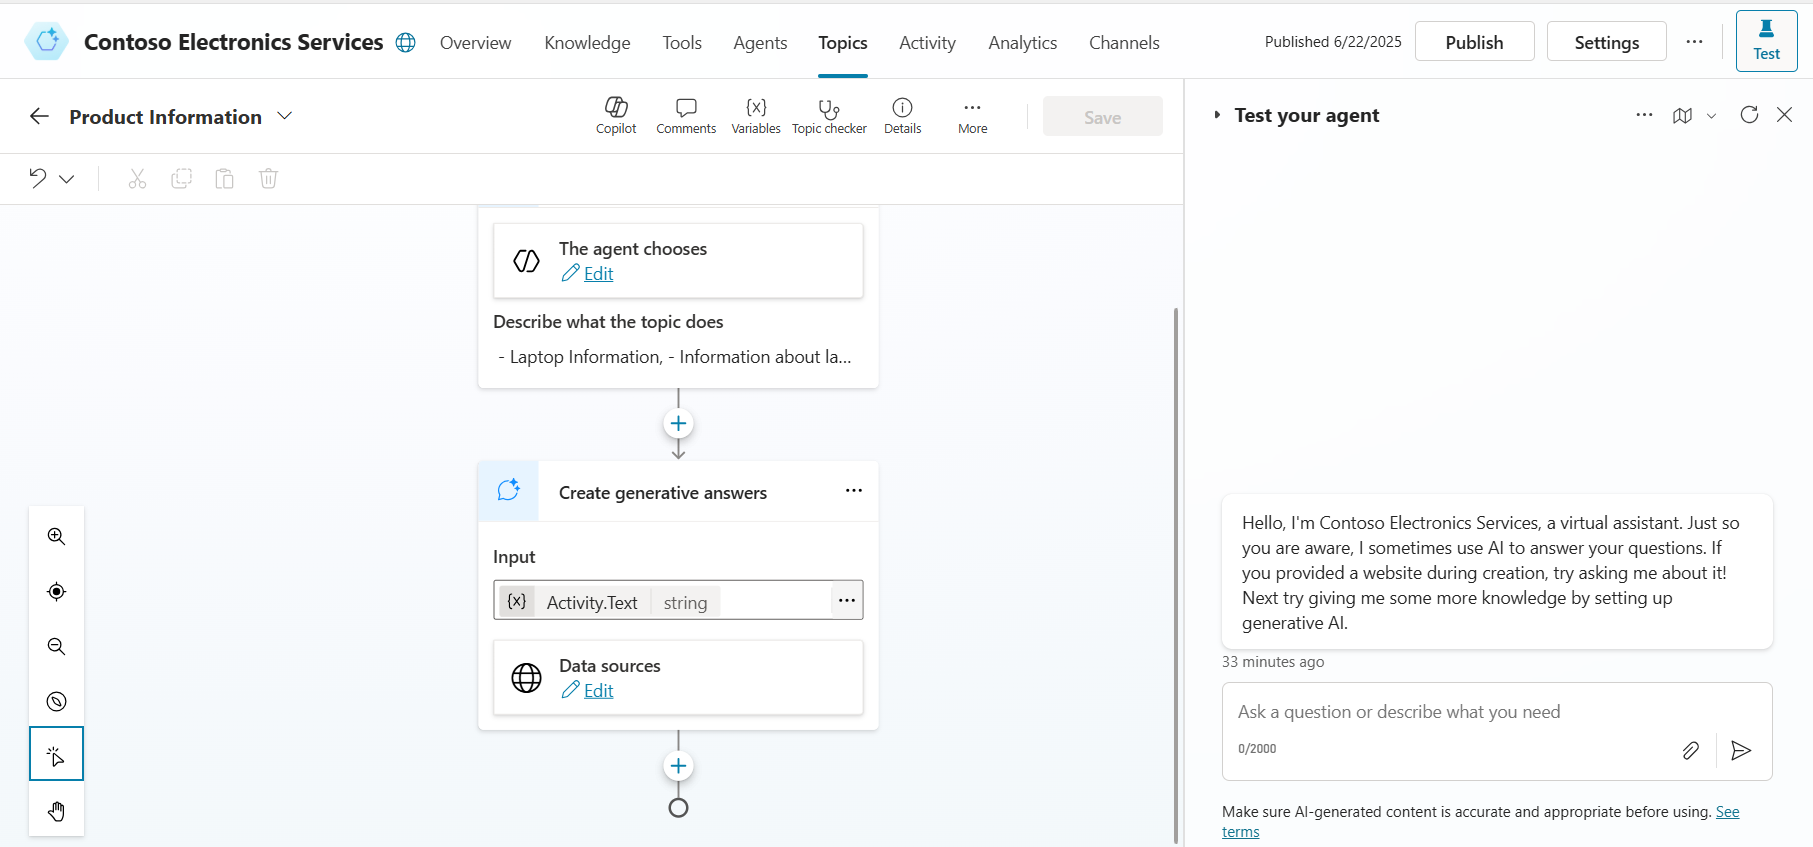 Contoso Electronics Services
Overview
Knowledge
Tools
Agents
Topics
Activity
Analytics
Channels
Published 6/22/2025
Publish
Settings
Test
Product Information
Copilot
Comments
{x}
Variables
Topic checker
Details
More
Save
Test your agent
The agent chooses
Edit
Describe what the topic does
- Laptop Information, - Information about la...
Create generative answers
Input
{x} Activity.Text string
Data sources
Edit
Hello, I'm Contoso Electronics Services, a virtual assistant. Just so
you are aware, I sometimes use AI to answer your questions. If
you provided a website during creation, try asking me about it!
Next try giving me some more knowledge by setting up
generative AI.
33 minutes ago
Ask a question or describe what you need
0/2000
Make sure AI-generated content is accurate and appropriate before using. See
terms